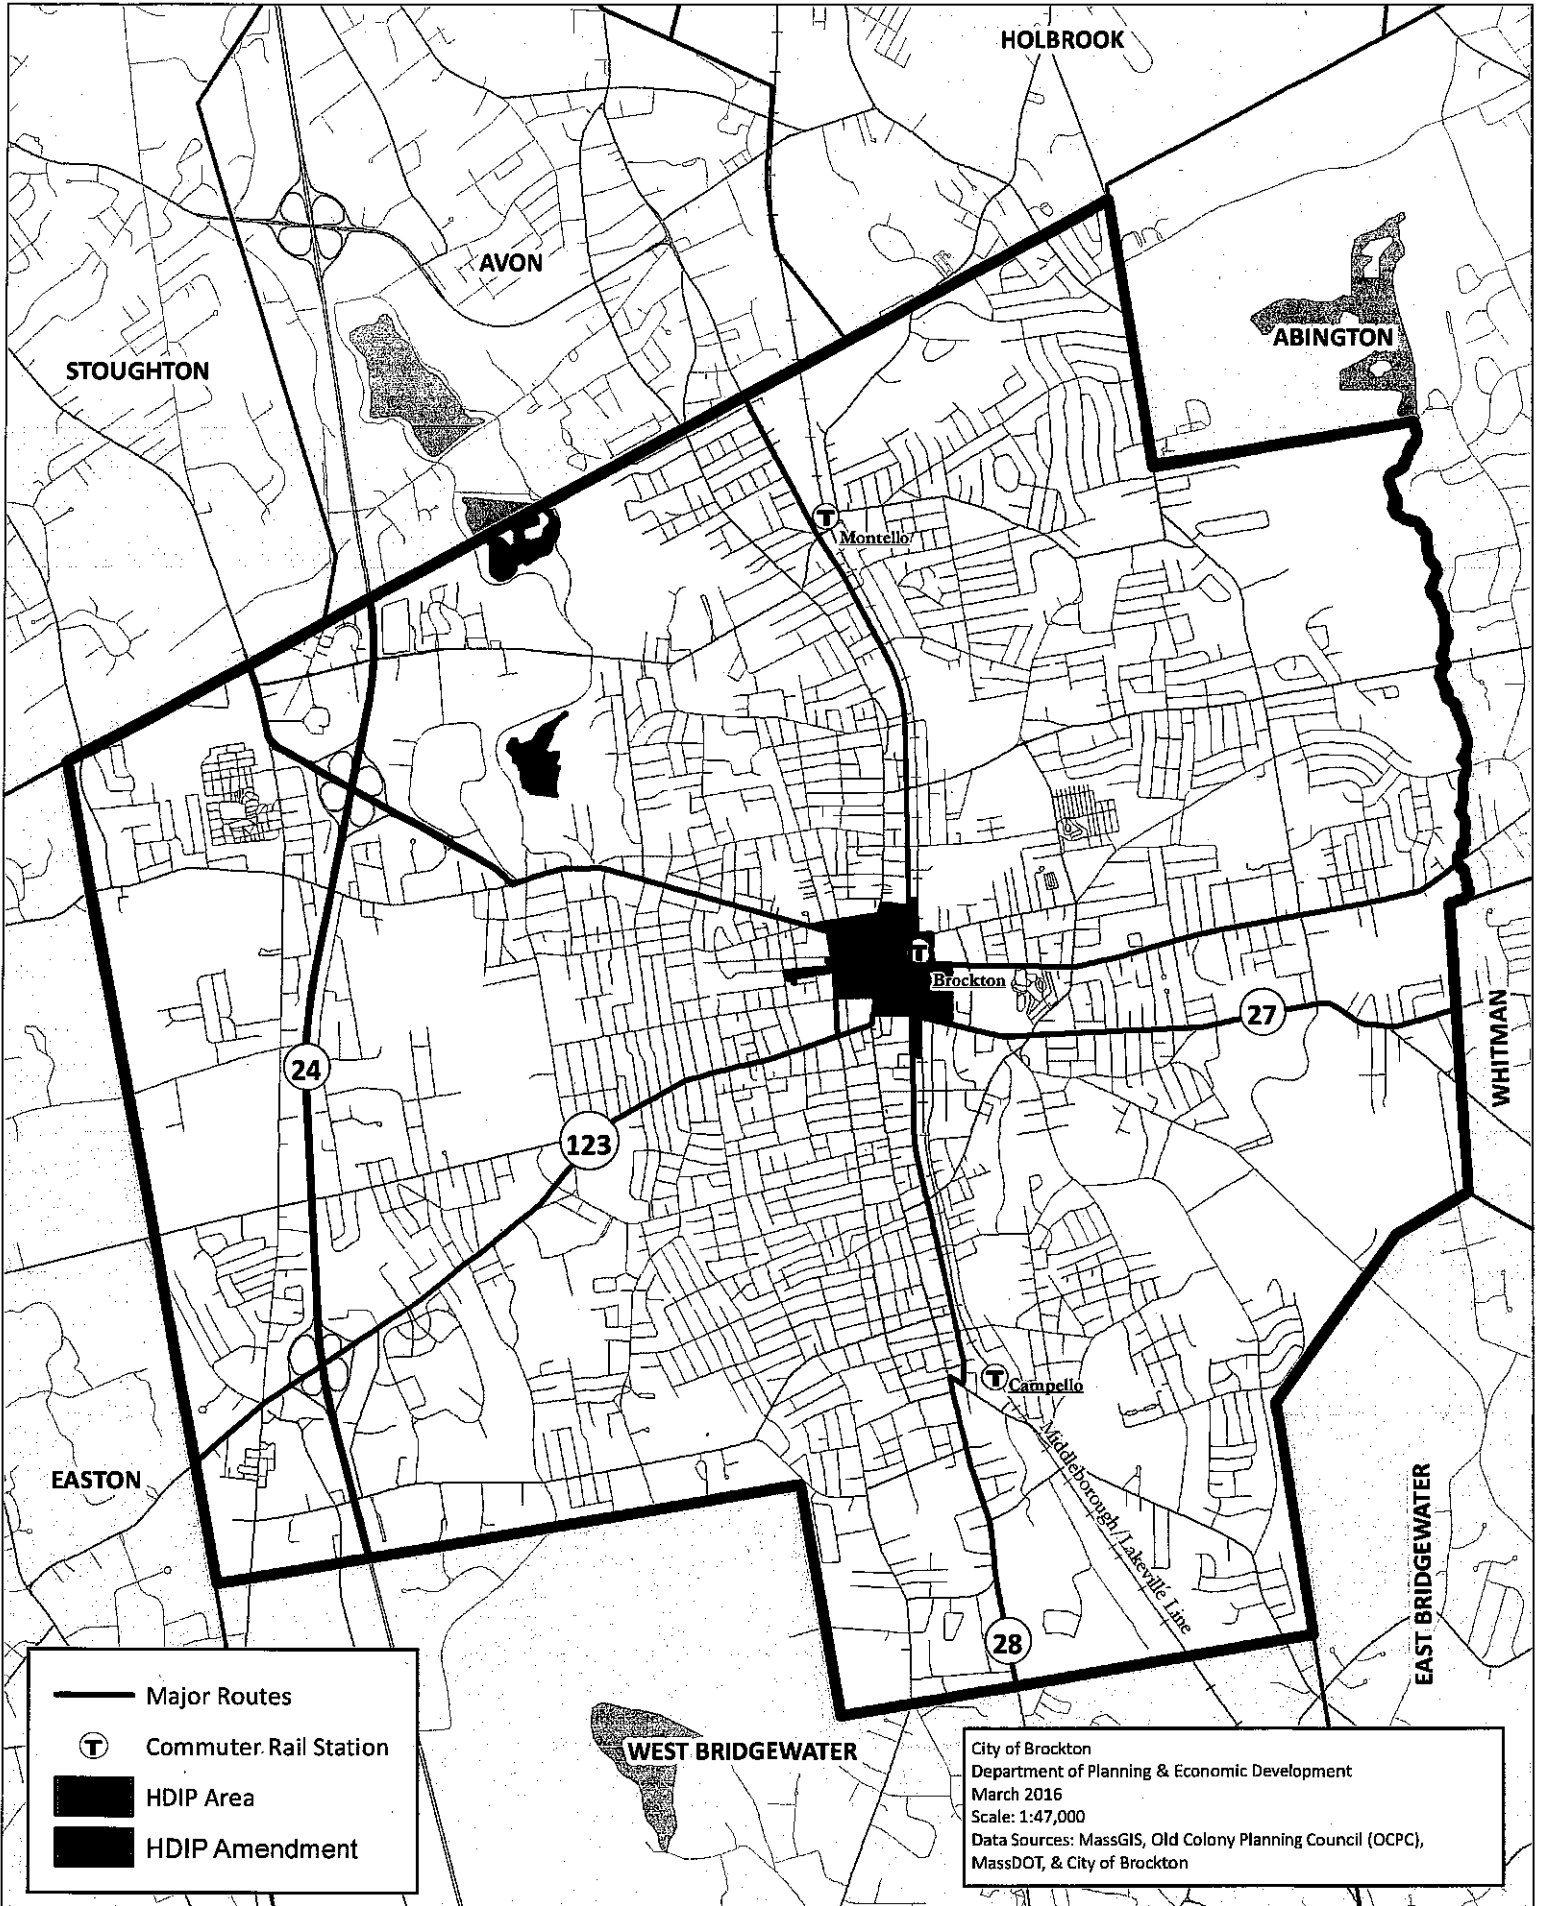 HOLBROOK
AVON
ABINGTON
STOUGHTON
T
Montello
T
Brockton
27
WHITMAN
24
123
T
Campello
Middleborough/Lakeville Line
EASTON
EAST BRIDGEWATER
28
WEST BRIDGEWATER
Major Routes
T
Commuter Rail Station
HDIP Area
HDIP Amendment
City of Brockton
Department of Planning & Economic Development
March 2016
Scale: 1:47,000
Data Sources: MassGIS, Old Colony Planning Council (OCPC),
MassDOT, & City of Brockton